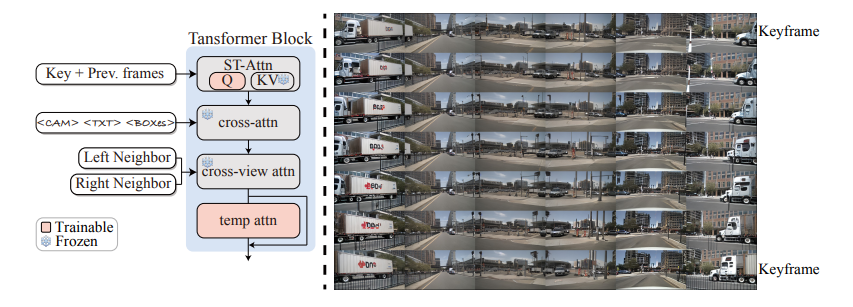 Tansformer Block
ST-Attn
Q
KV
Key + Prev. frames
<CAM> <TXT> <BOXes>
cross-attn
Left Neighbor
Right Neighbor
cross-view attn
temp attn
Trainable
Frozen
Keyframe
Keyframe